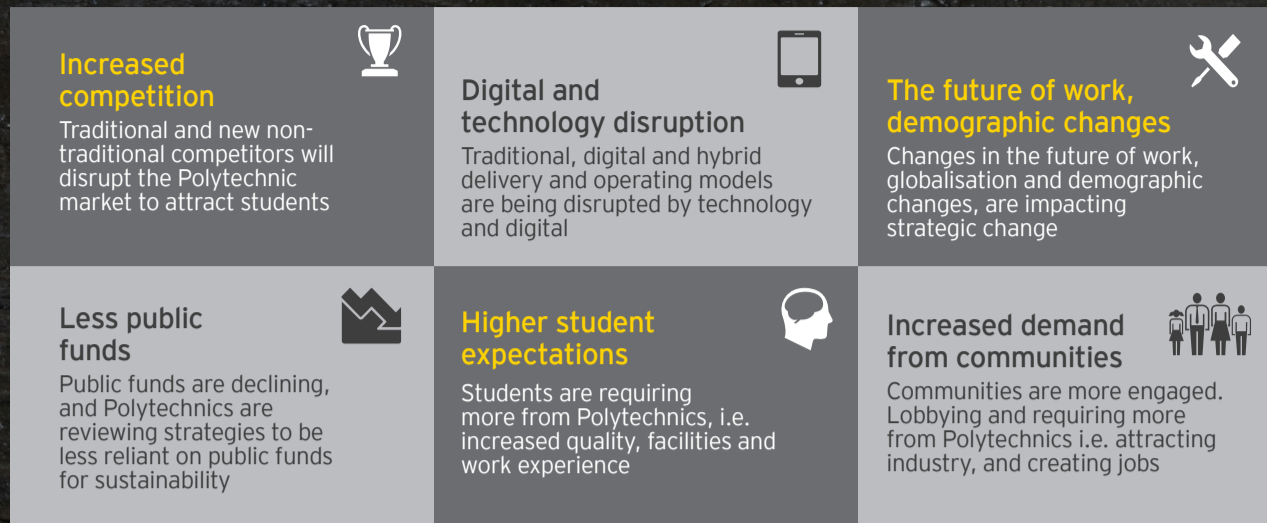 Increased
competition
Traditional and new non-
traditional competitors will
disrupt the Polytechnic
market to attract students
Digital and
technology disruption
Traditional, digital and hybrid
delivery and operating models
are being disrupted by technology
and digital
The future of work,
demographic changes
Changes in the future of work,
globalisation and demographic
changes, are impacting
strategic change
Less public
funds
Public funds are declining,
and Polytechnics are
reviewing strategies to be
less reliant on public funds
for sustainability
Higher student
expectations
Students are requiring
more from Polytechnics, i.e.
increased quality, facilities and
work experience
Increased demand
from communities
Communities are more engaged.
Lobbying and requiring more
from Polytechnics i.e. attracting
industry, and creating jobs